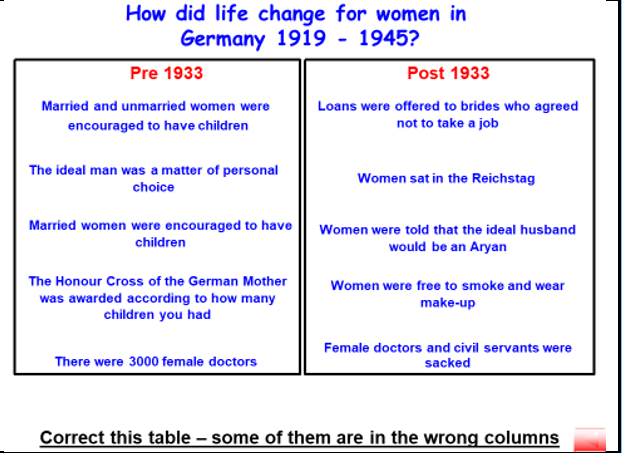 How did life change for women in
Germany 1919 - 1945?
Pre 1933
Married and unmarried women were
encouraged to have children
The ideal man was a matter of personal
choice
Married women were encouraged to have
children
The Honour Cross of the German Mother
was awarded according to how many
children you had
There were 3000 female doctors
Post 1933
Loans were offered to brides who agreed
not to take a job
Women sat in the Reichstag
Women were told that the ideal husband
would be an Aryan
Women were free to smoke and wear
make-up
Female doctors and civil servants were
sacked
Correct this table – some of them are in the wrong columns